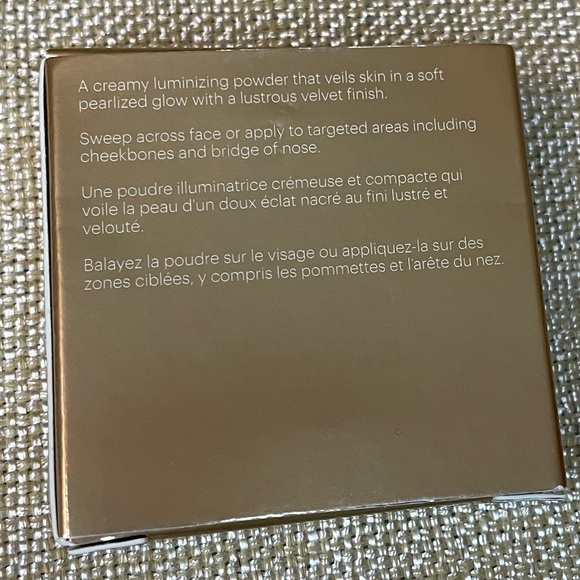 A creamy luminizing powder that veils skin in a soft
pearlized glow with a lustrous velvet finish.
Sweep across face or apply to targeted areas including
cheekbones and bridge of nose.
Une poudre illuminatrice crémeuse et compacte qui
voile la peau d'un doux éclat nacré au fini lustré et
velouté.
Balayez la poudre sur le visage ou appliquez-la sur des
zones ciblées, y compris les pommettes et l'arête du nez.